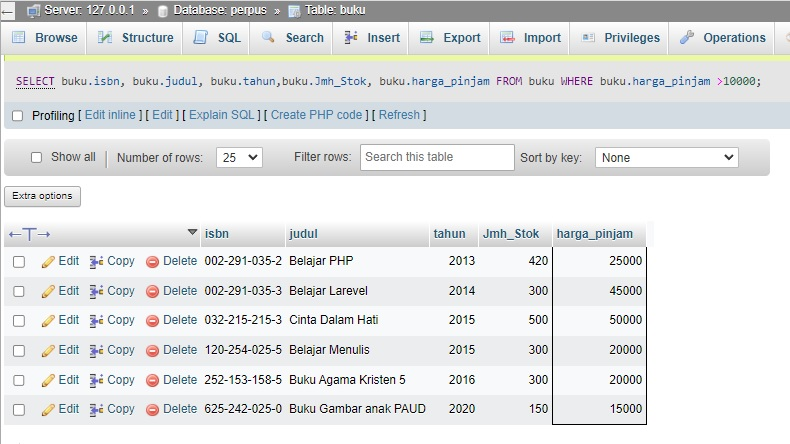 Server: 127.0.0.1 » Database: perpus » Table: buku
Browse Structure SQL Search Insert Export Import Privileges Operations
SELECT buku.isbn, buku.judul, buku.tahun,buku.Jmh_Stok, buku.harga_pinjam FROM buku WHERE buku.harga_pinjam >10000;
Profiling [ Edit inline ] [ Edit ] [ Explain SQL ] [ Create PHP code ] [ Refresh ]
Show all Number of rows: 25 Filter rows: Search this table Sort by key: None
Extra options
←T→ isbn judul tahun Jmh_Stok harga_pinjam
Edit Copy Delete 002-291-035-2 Belajar PHP 2013 420 25000
Edit Copy Delete 002-291-035-3 Belajar Larevel 2014 300 45000
Edit Copy Delete 032-215-215-3 Cinta Dalam Hati 2015 500 50000
Edit Copy Delete 120-254-025-5 Belajar Menulis 2015 300 20000
Edit Copy Delete 252-153-158-5 Buku Agama Kristen 5 2016 300 20000
Edit Copy Delete 625-242-025-0 Buku Gambar anak PAUD 2020 150 15000